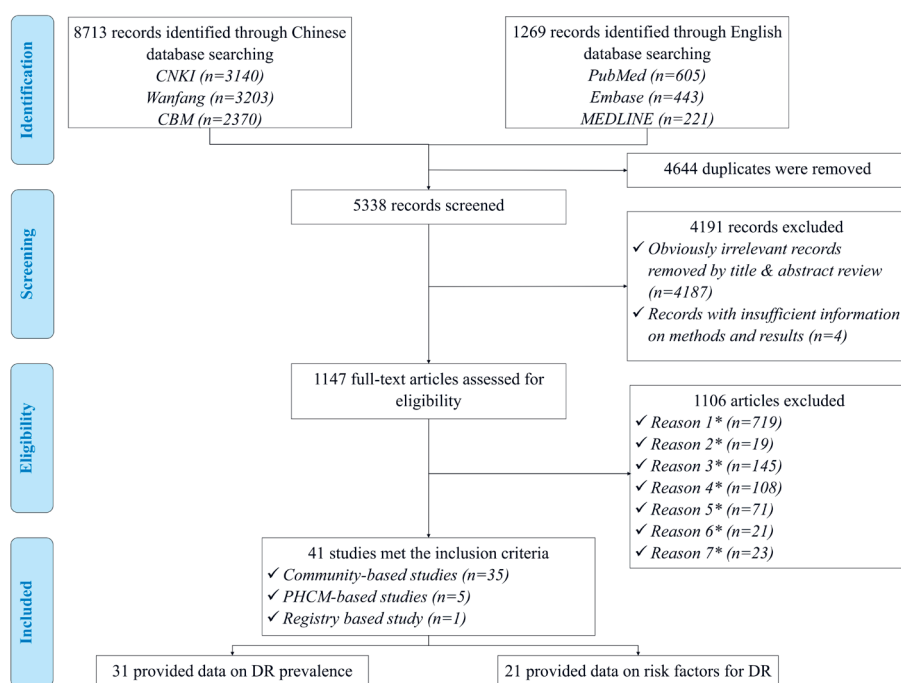 Identification
8713 records identified through Chinese
database searching
CNKI (n=3140)
Wanfang (n=3203)
CBM (n=2370)
1269 records identified through English
database searching
PubMed (n=605)
Embase (n=443)
MEDLINE (n=221)
4644 duplicates were removed
Screening
5338 records screened
4191 records excluded
✓ Obviously irrelevant records
removed by title & abstract review
(n=4187)
✓ Records with insufficient information
on methods and results (n=4)
Eligibility
1147 full-text articles assessed for
eligibility
1106 articles excluded
✓ Reason 1* (n=719)
✓ Reason 2* (n=19)
✓ Reason 3* (n=145)
✓ Reason 4* (n=108)
✓ Reason 5* (n=71)
✓ Reason 6* (n=21)
✓ Reason 7* (n=23)
Included
41 studies met the inclusion criteria
✓ Community-based studies (n=35)
✓ PHCM-based studies (n=5)
✓ Registry based study (n=1)
31 provided data on DR prevalence
21 provided data on risk factors for DR